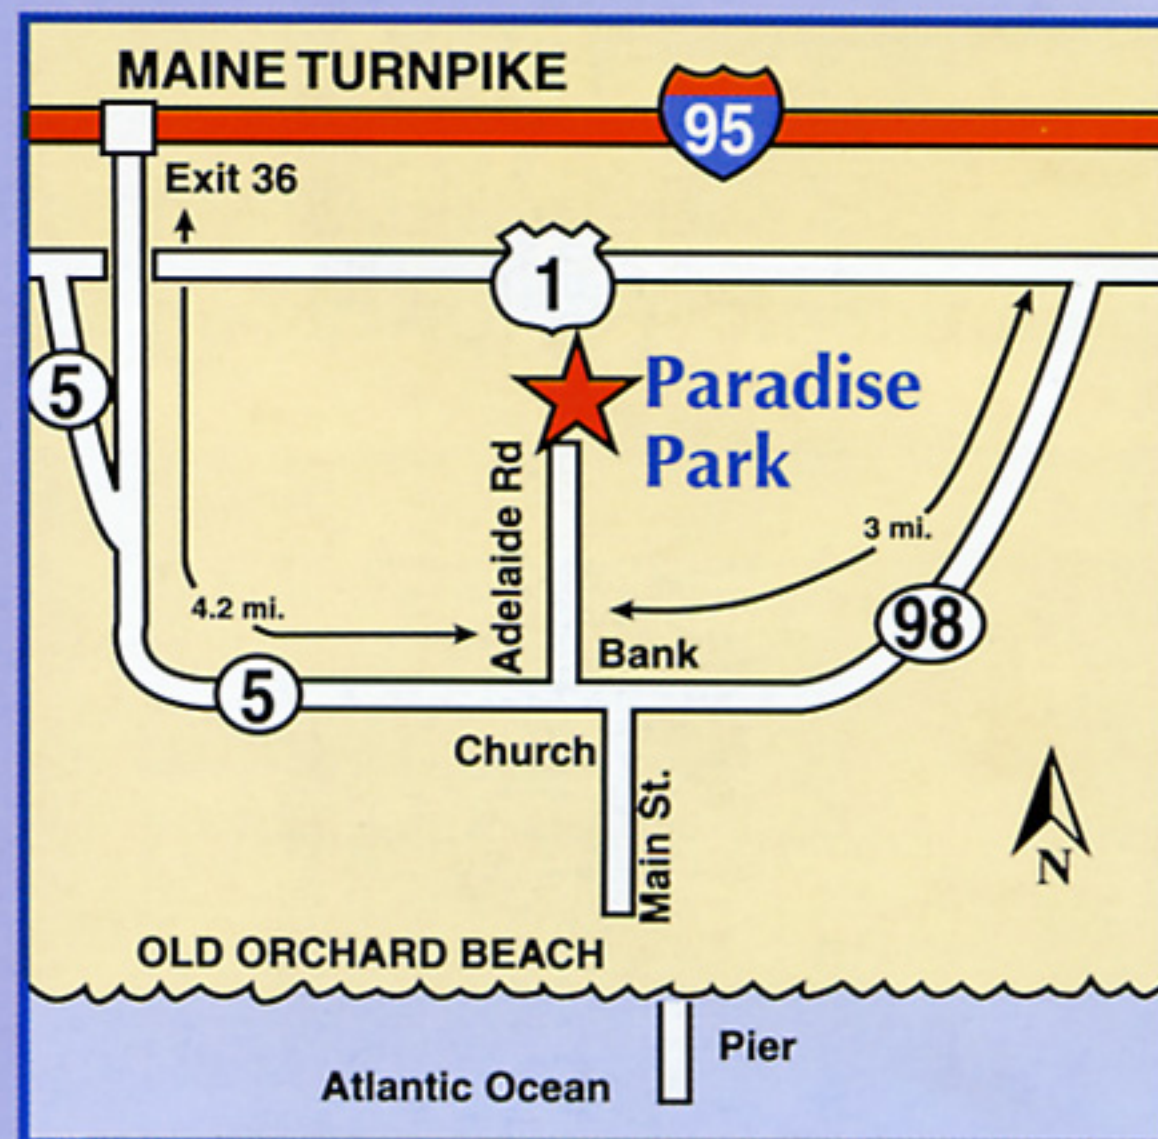 MAINE TURNPIKE
95
Exit 36
1
Paradise
Park
5
Adelaide Rd
3 mi.
4.2 mi.
98
Bank
5
Church
Main St.
N
OLD ORCHARD BEACH
Pier
Atlantic Ocean